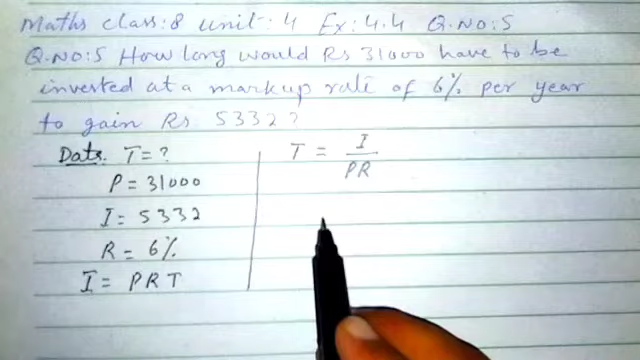 Maths class:8 unit:4 Ex:4.4 Q.NO:5
Q.NO:5 How long would Rs 31000 have to be
invested at a markup rate of 6% per year
to gain Rs 5332?
Data. T=?
P = 31000
I = 5332
R = 6%
I = PRT
T = I/PR